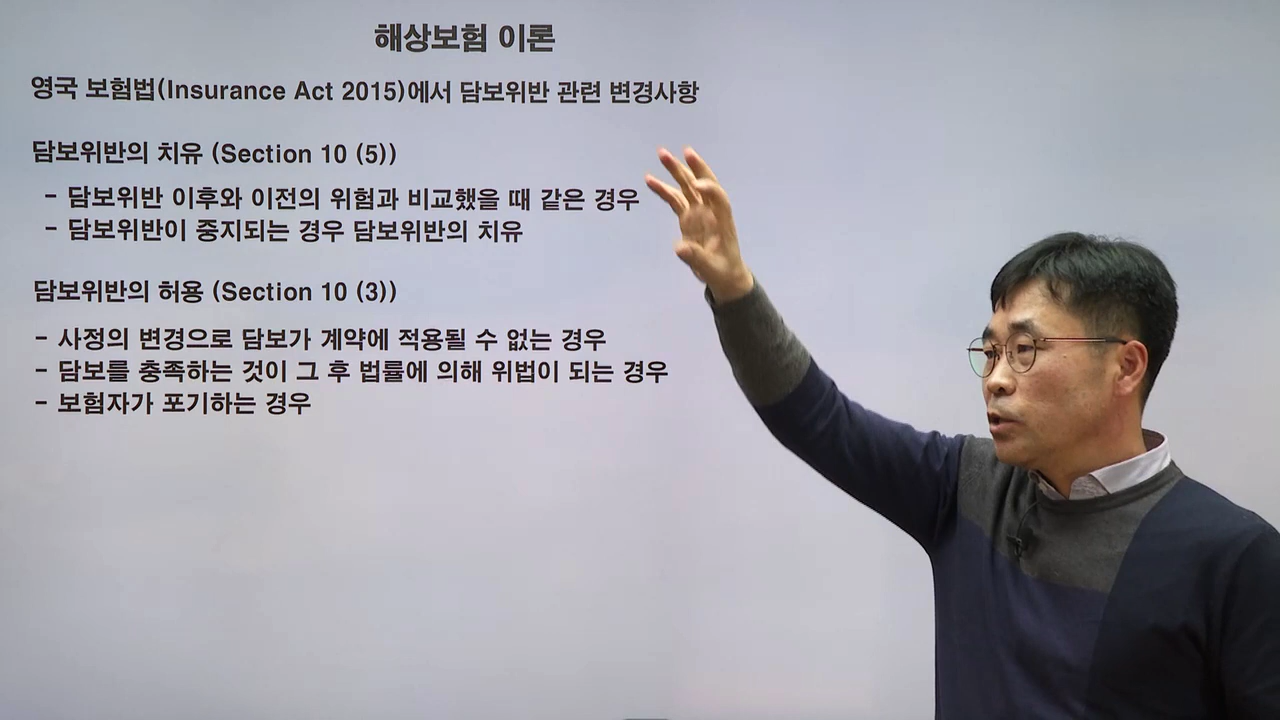 해상보험 이론
영국 보험법(Insurance Act 2015)에서 담보위반 관련 변경사항
담보위반의 치유 (Section 10 (5))
- 담보위반 이후와 이전의 위험과 비교했을 때 같은 경우
- 담보위반이 중지되는 경우 담보위반의 치유
담보위반의 허용 (Section 10 (3))
- 사정의 변경으로 담보가 계약에 적용될 수 없는 경우
- 담보를 충족하는 것이 그 후 법률에 의해 위법이 되는 경우
- 보험자가 포기하는 경우